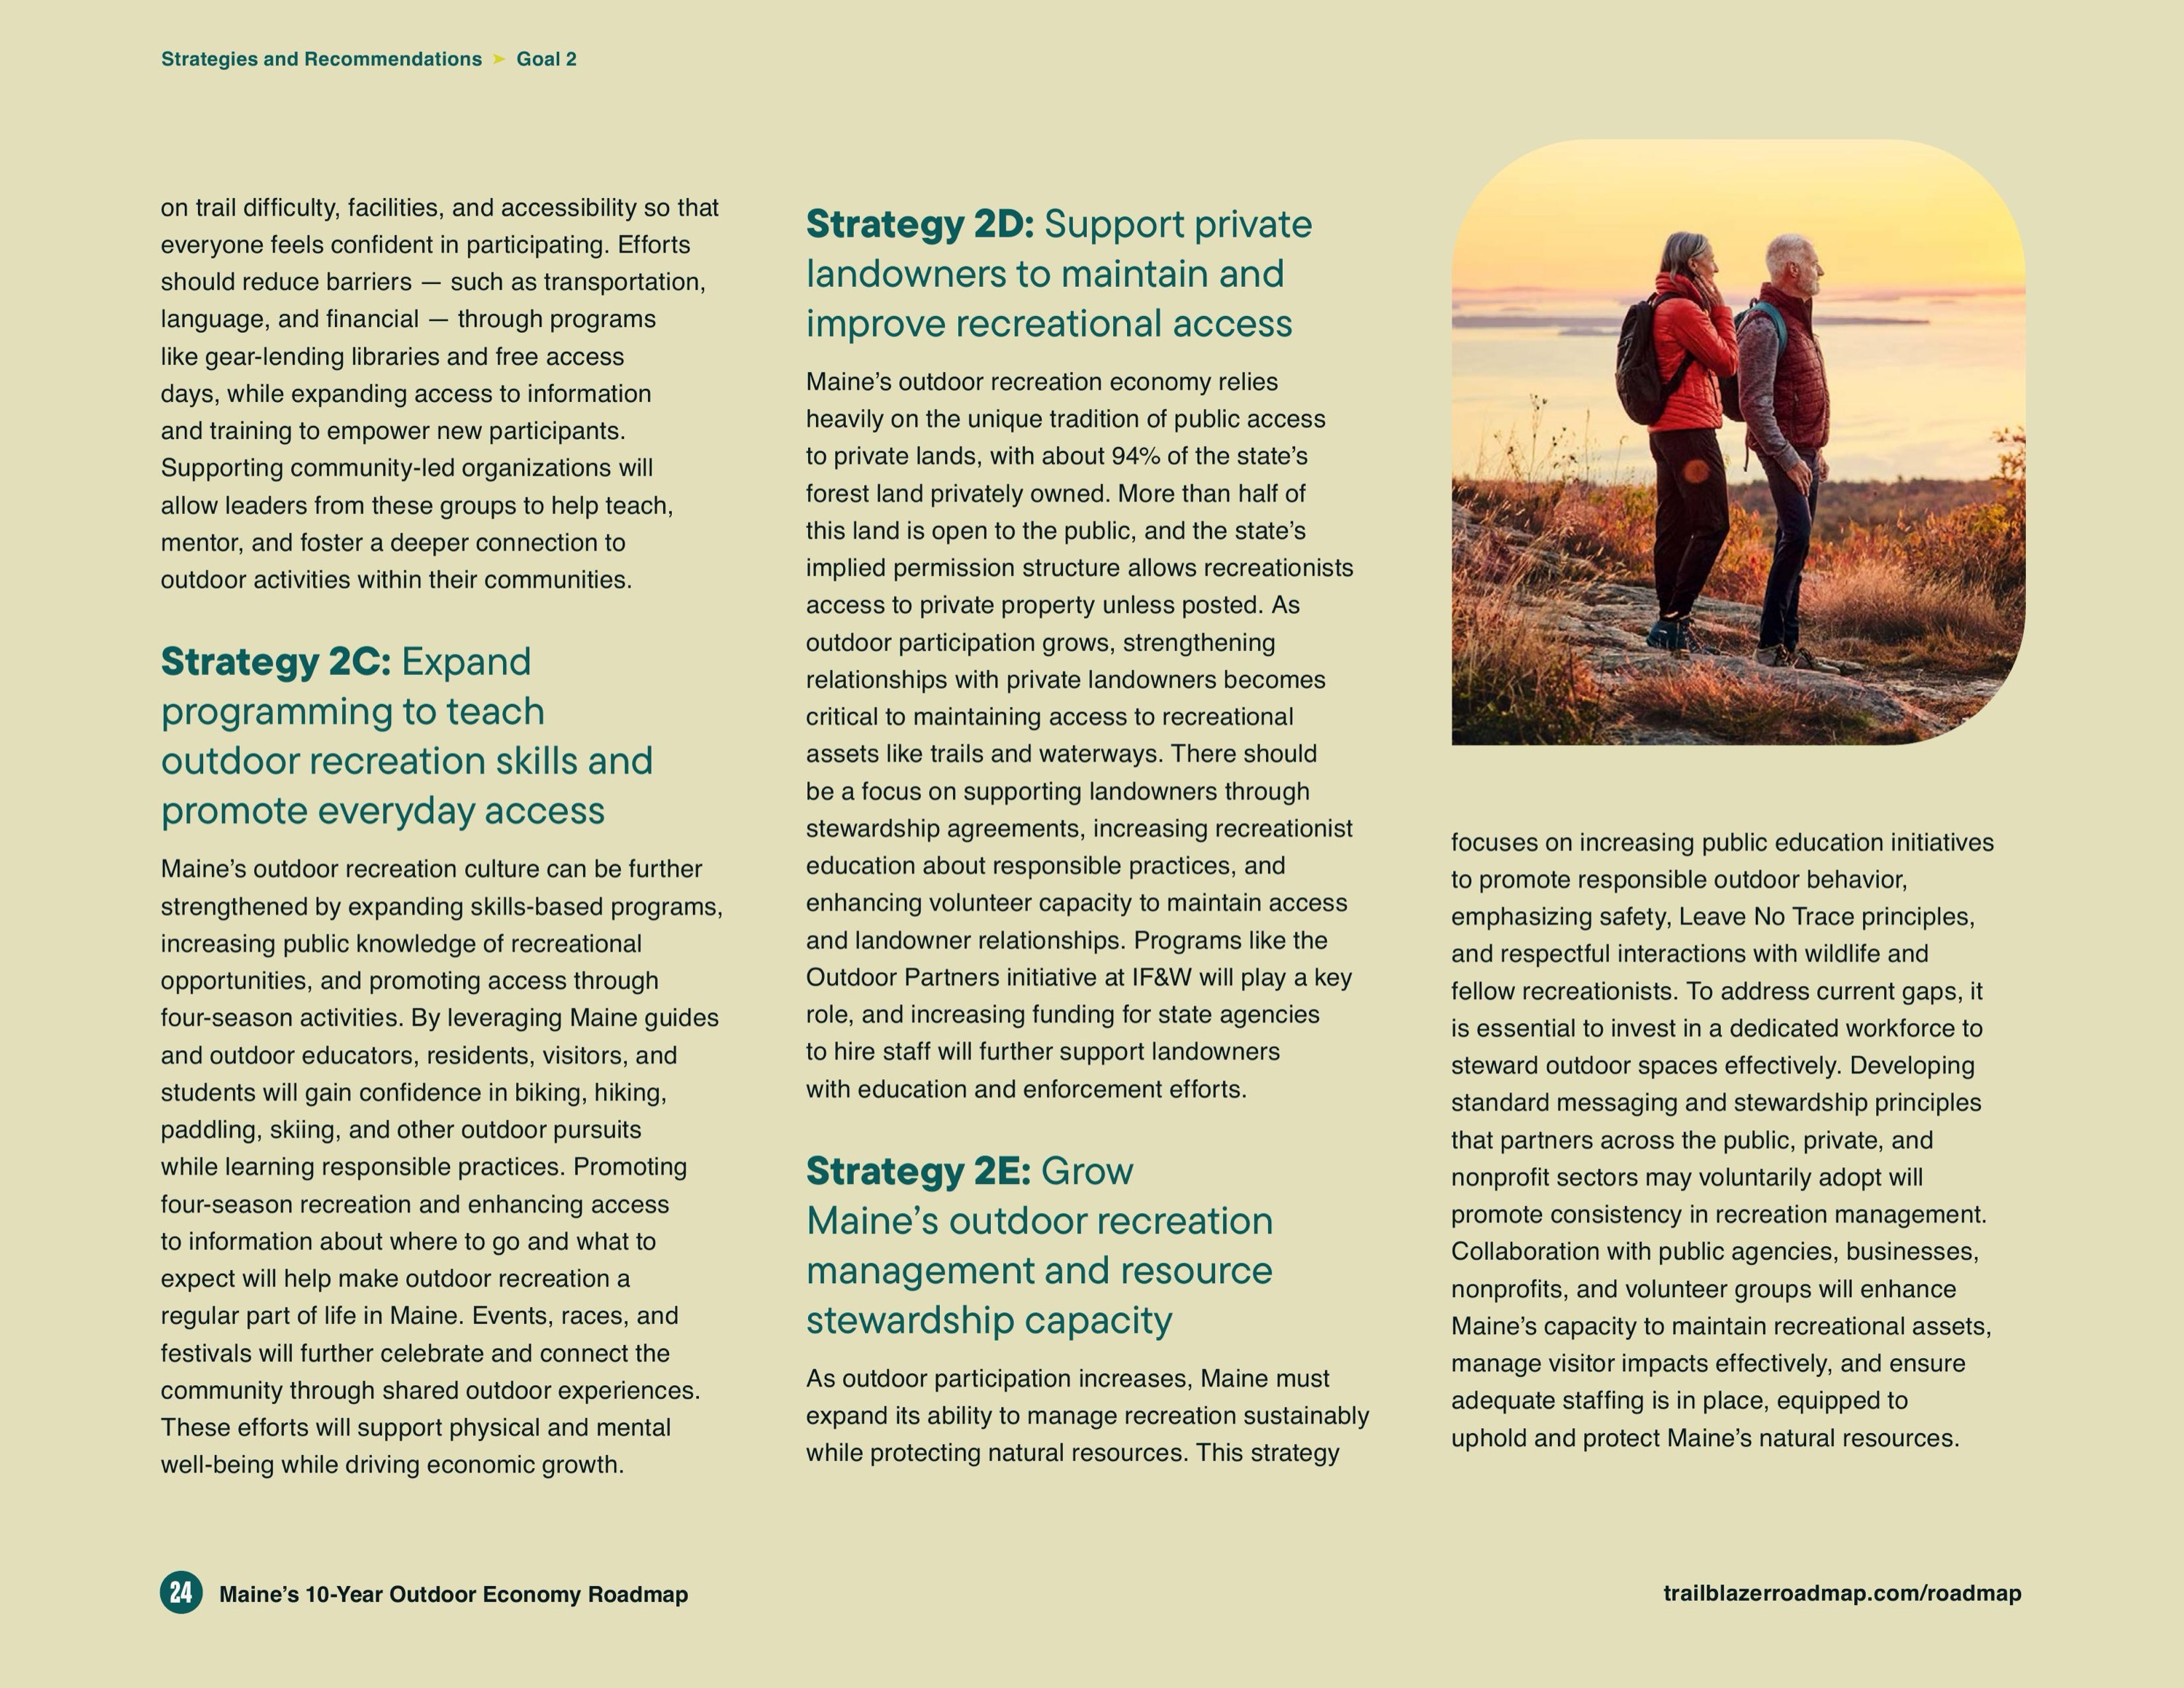 Strategies and Recommendations ➤ Goal 2
on trail difficulty, facilities, and accessibility so that
everyone feels confident in participating. Efforts
should reduce barriers — such as transportation,
language, and financial — through programs
like gear-lending libraries and free access
days, while expanding access to information
and training to empower new participants.
Supporting community-led organizations will
allow leaders from these groups to help teach,
mentor, and foster a deeper connection to
outdoor activities within their communities.
Strategy 2C: Expand
programming to teach
outdoor recreation skills and
promote everyday access
Maine’s outdoor recreation culture can be further
strengthened by expanding skills-based programs,
increasing public knowledge of recreational
opportunities, and promoting access through
four-season activities. By leveraging Maine guides
and outdoor educators, residents, visitors, and
students will gain confidence in biking, hiking,
paddling, skiing, and other outdoor pursuits
while learning responsible practices. Promoting
four-season recreation and enhancing access
to information about where to go and what to
expect will help make outdoor recreation a
regular part of life in Maine. Events, races, and
festivals will further celebrate and connect the
community through shared outdoor experiences.
These efforts will support physical and mental
well-being while driving economic growth.
Strategy 2D: Support private
landowners to maintain and
improve recreational access
Maine’s outdoor recreation economy relies
heavily on the unique tradition of public access
to private lands, with about 94% of the state’s
forest land privately owned. More than half of
this land is open to the public, and the state’s
implied permission structure allows recreationists
access to private property unless posted. As
outdoor participation grows, strengthening
relationships with private landowners becomes
critical to maintaining access to recreational
assets like trails and waterways. There should
be a focus on supporting landowners through
stewardship agreements, increasing recreationist
education about responsible practices, and
enhancing volunteer capacity to maintain access
and landowner relationships. Programs like the
Outdoor Partners initiative at IF&W will play a key
role, and increasing funding for state agencies
to hire staff will further support landowners
with education and enforcement efforts.
Strategy 2E: Grow
Maine’s outdoor recreation
management and resource
stewardship capacity
As outdoor participation increases, Maine must
expand its ability to manage recreation sustainably
while protecting natural resources. This strategy
focuses on increasing public education initiatives
to promote responsible outdoor behavior,
emphasizing safety, Leave No Trace principles,
and respectful interactions with wildlife and
fellow recreationists. To address current gaps, it
is essential to invest in a dedicated workforce to
steward outdoor spaces effectively. Developing
standard messaging and stewardship principles
that partners across the public, private, and
nonprofit sectors may voluntarily adopt will
promote consistency in recreation management.
Collaboration with public agencies, businesses,
nonprofits, and volunteer groups will enhance
Maine’s capacity to maintain recreational assets,
manage visitor impacts effectively, and ensure
adequate staffing is in place, equipped to
uphold and protect Maine’s natural resources.
24 Maine’s 10-Year Outdoor Economy Roadmap
trailblazerroadmap.com/roadmap